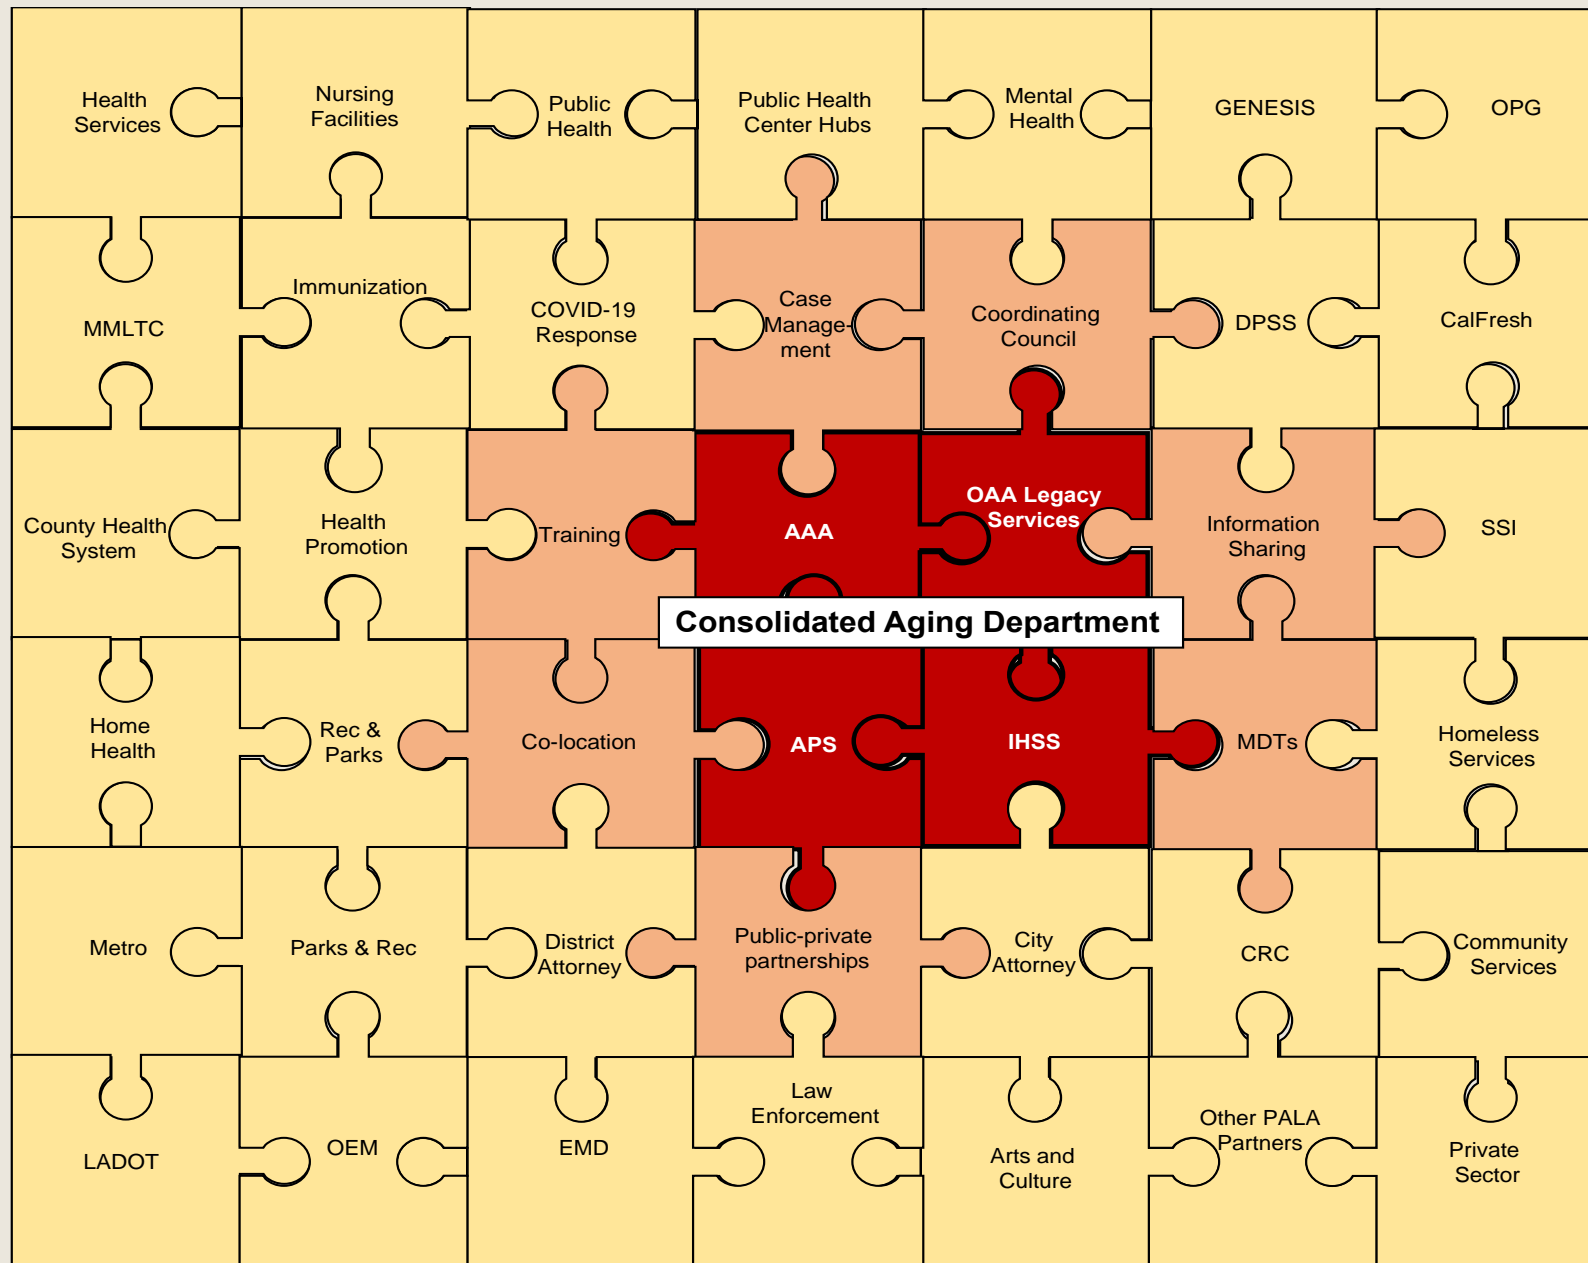 Health
Services
Nursing
Facilities
Public
Health
Public Health
Center Hubs
Mental
Health
GENESIS
OPG
MMLTC
Immunization
COVID-19
Response
Case
Manage-
ment
Coordinating
Council
DPSS
CalFresh
County Health
System
Health
Promotion
Training
AAA
OAA Legacy
Services
Information
Sharing
SSI
Consolidated Aging Department
Home
Health
Rec &
Parks
Co-location
APS
IHSS
MDTs
Homeless
Services
Metro
Parks & Rec
District
Attorney
Public-private
partnerships
City
Attorney
CRC
Community
Services
LADOT
OEM
EMD
Law
Enforcement
Arts and
Culture
Other PALA
Partners
Private
Sector